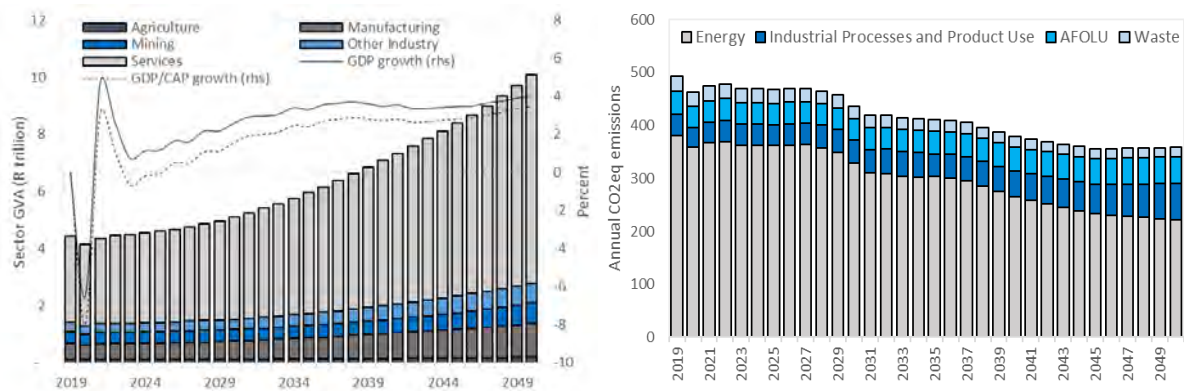 12
10
8
6
4
2
-
Sector GVA (R trillion)
Agriculture
Manufacturing
Mining
Other Industry
Services
GDP growth (rhs)
GDP/CAP growth (rhs)
8
6
4
2
0
-2
-4
-6
-8
-10
Percent
2019 2024 2029 2034 2039 2044 2049
Energy Industrial Processes and Product Use AFOLU Waste
600
500
400
300
200
100
0
Annual CO2eq emissions
2019 2021 2023 2025 2027 2029 2031 2033 2035 2037 2039 2041 2043 2045 2047 2049